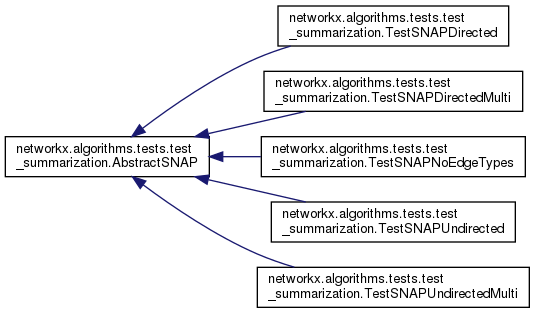 networkx.algorithms.tests.test
_summarization.TestSNAPDirected
networkx.algorithms.tests.test
_summarization.TestSNAPDirectedMulti
networkx.algorithms.tests.test
_summarization.AbstractSNAP
networkx.algorithms.tests.test
_summarization.TestSNAPNoEdgeTypes
networkx.algorithms.tests.test
_summarization.TestSNAPUndirected
networkx.algorithms.tests.test
_summarization.TestSNAPUndirectedMulti